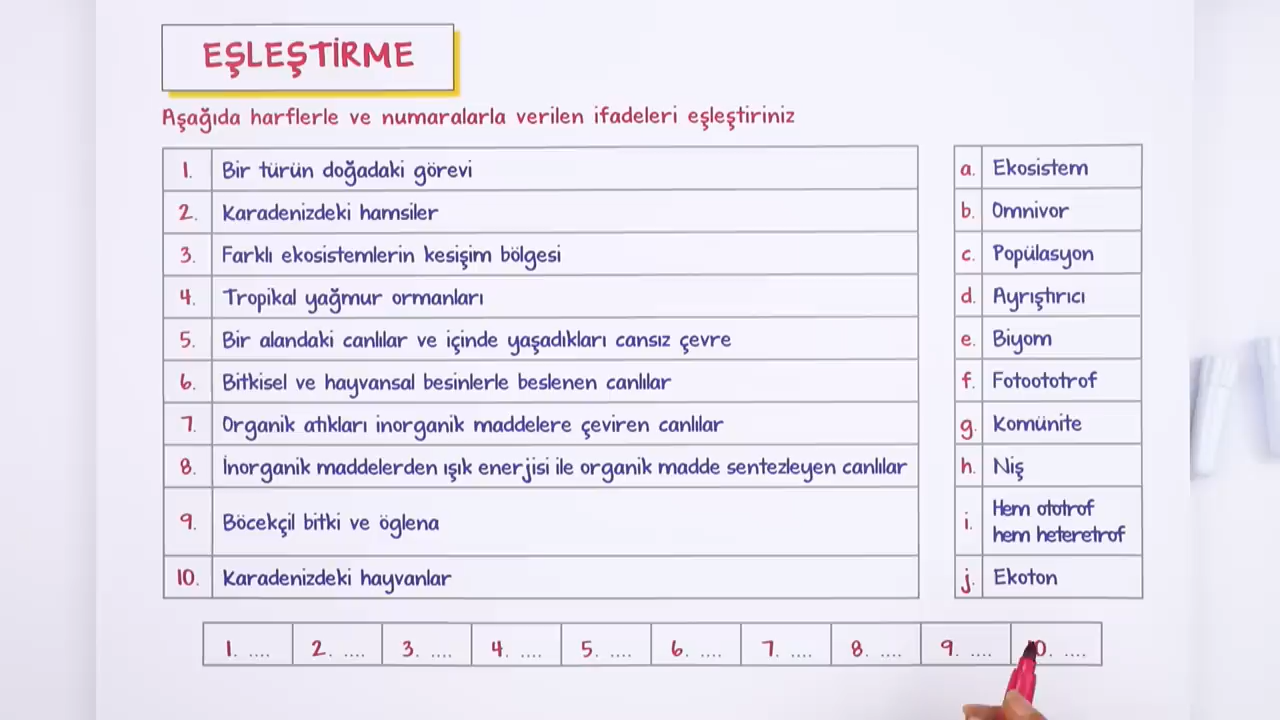 EŞLEŞTİRME
Aşağıda harflerle ve numaralarla verilen ifadeleri eşleştiriniz
1. Bir türün doğadaki görevi
2. Karadenizdeki hamsiler
3. Farklı ekosistemlerin kesişim bölgesi
4. Tropikal yağmur ormanları
5. Bir alandaki canlılar ve içinde yaşadıkları cansız çevre
6. Bitkisel ve hayvansal besinlerle beslenen canlılar
7. Organik atıkları inorganik maddelere çeviren canlılar
8. İnorganik maddelerden ışık enerjisi ile organik madde sentezleyen canlılar
9. Böcekçil bitki ve öglena
10. Karadenizdeki hayvanlar
a. Ekosistem
b. Omnivor
c. Popülasyon
d. Ayrıştırıcı
e. Biyom
f. Fotoototrof
g. Komünite
h. Niş
i. Hem ototrof
hem heteretrof
j. Ekoton
1. .... 2. .... 3. .... 4. .... 5. .... 6. .... 7. .... 8. .... 9. .... 10. ....